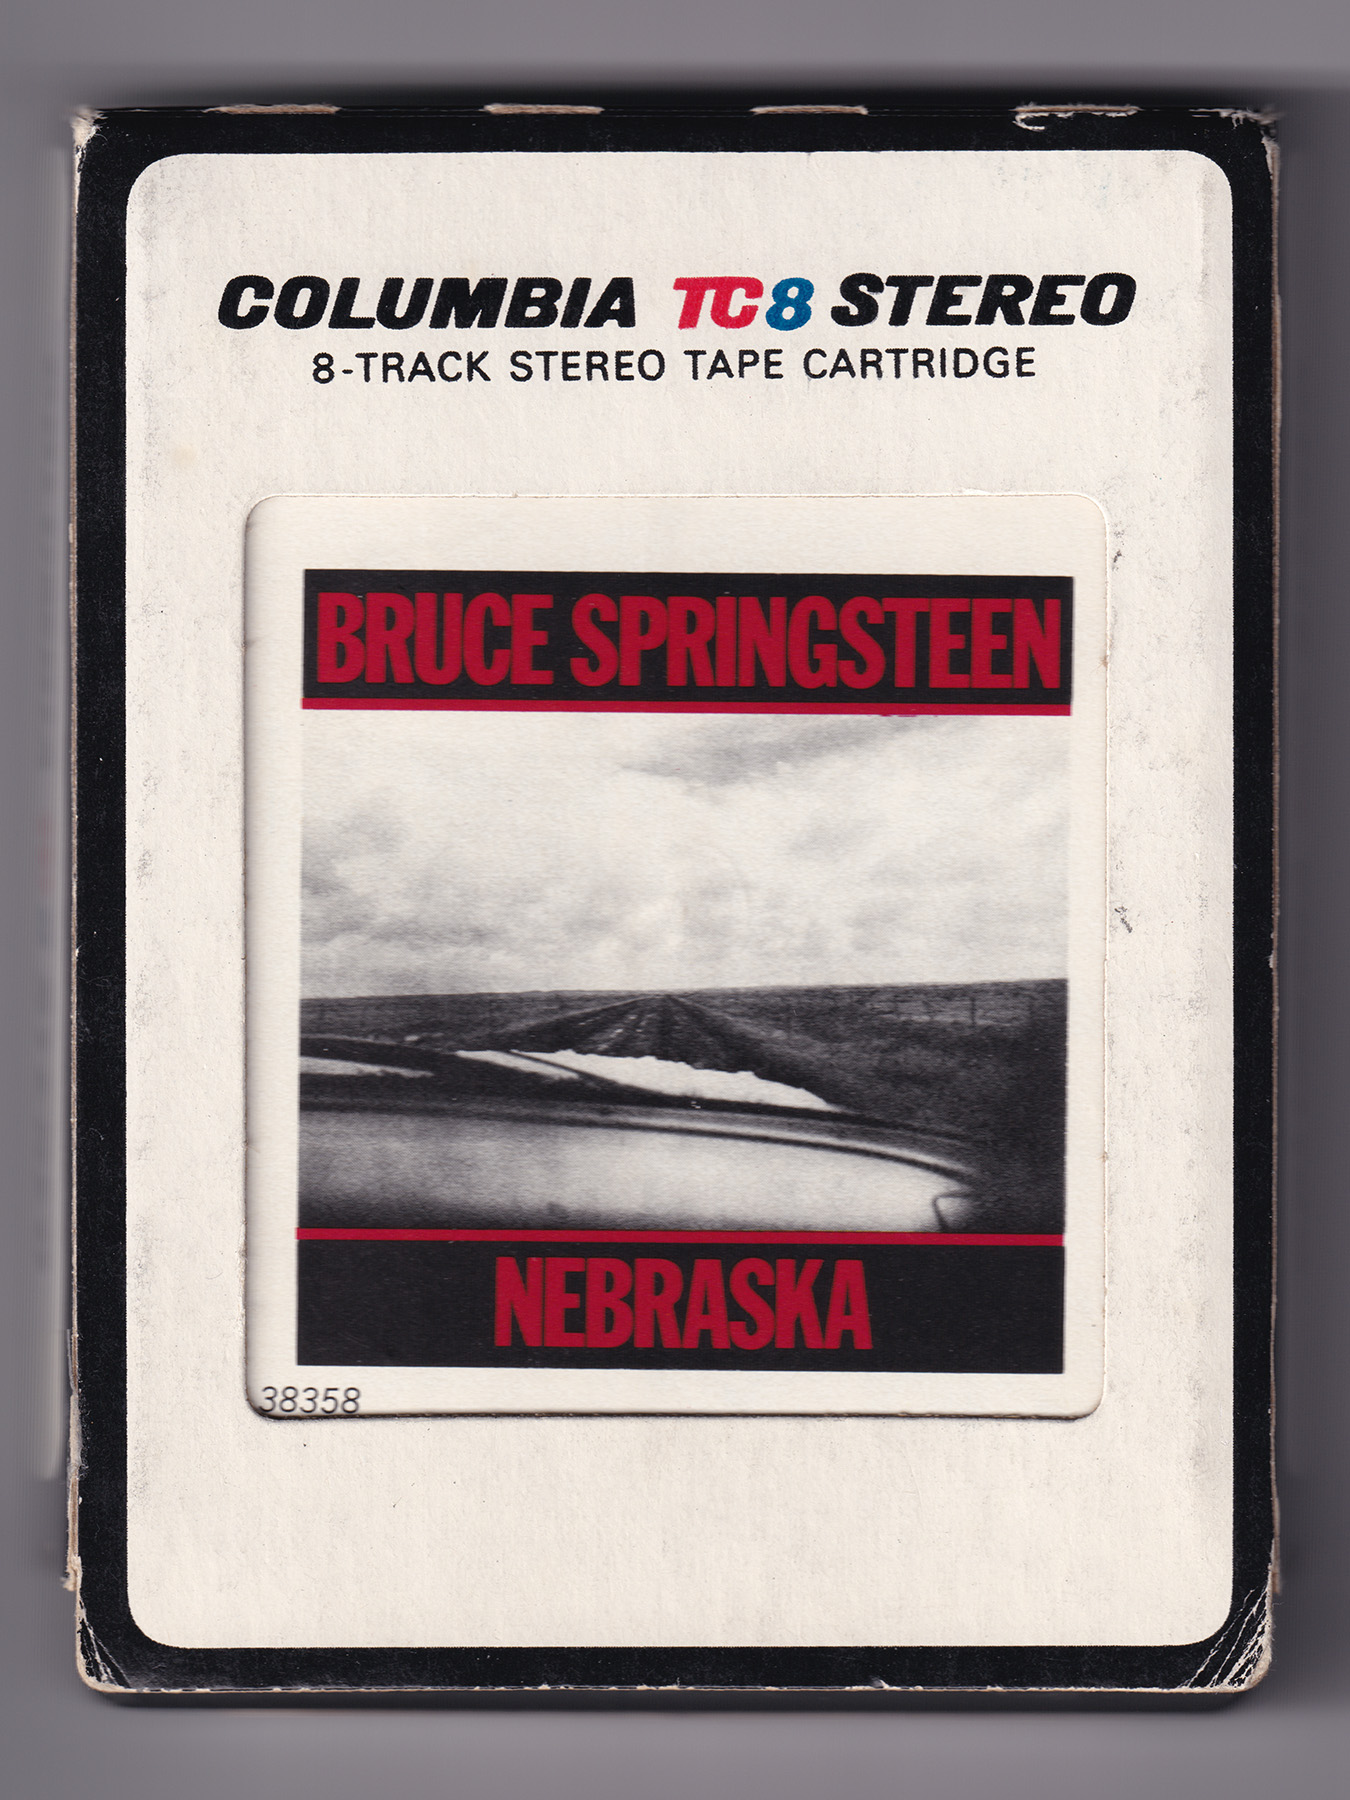 COLUMBIA TC8 STEREO
8-TRACK STEREO TAPE CARTRIDGE
BRUCE SPRINGSTEEN
NEBRASKA
38358